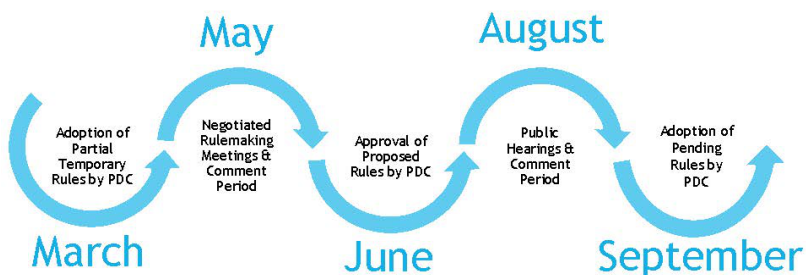 May
August
Adoption of
Partial
Temporary
Rules by PDC
Negotiated
Rulemaking
Meetings &
Comment
Period
Approval of
Proposed
Rules by PDC
Public
Hearings &
Comment
Period
Adoption of
Pending
Rules by
PDC
March
June
September